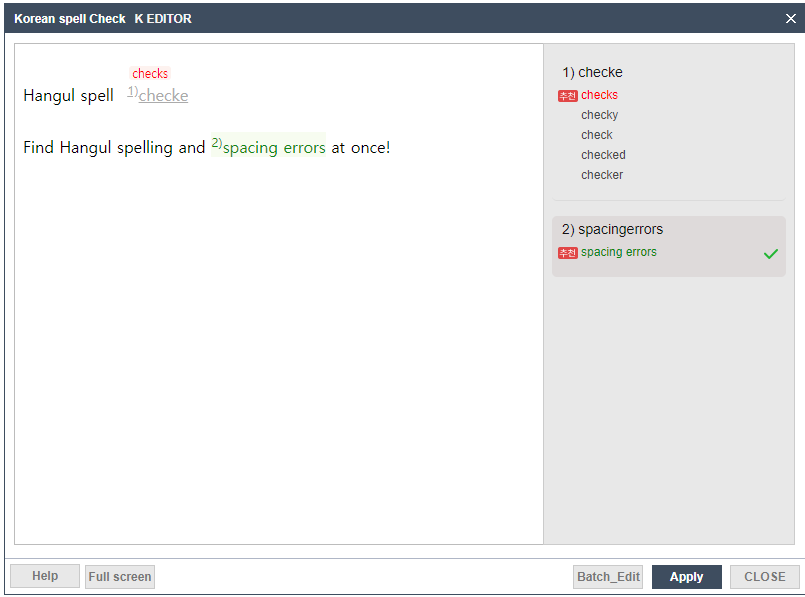 Korean spell Check K EDITOR
checks
Hangul spell 1)checke
Find Hangul spelling and 2)spacing errors at once!
1) checke
추천 checks
checky
check
checked
checker
2) spacingerrors
추천 spacing errors
Help Full screen Batch_Edit Apply CLOSE